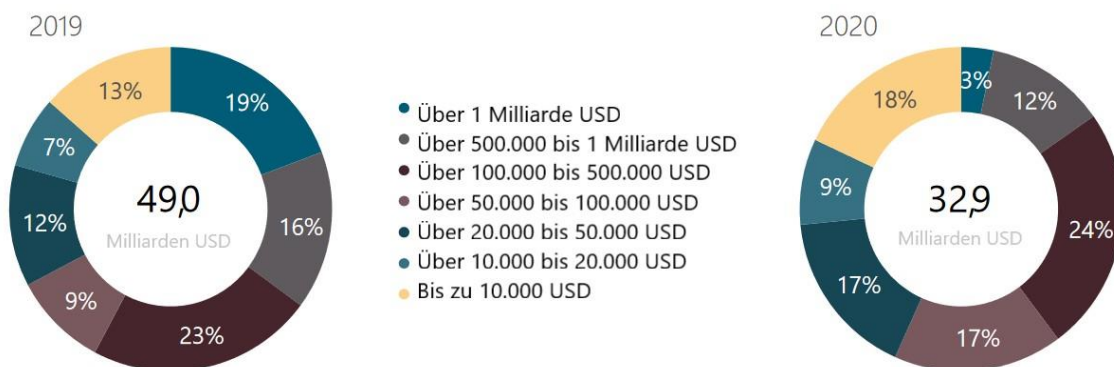 2019
13%
19%
7%
12%
16%
9%
23%
49,0
Milliarden USD
Über 1 Milliarde USD
Über 500.000 bis 1 Milliarde USD
Über 100.000 bis 500.000 USD
Über 50.000 bis 100.000 USD
Über 20.000 bis 50.000 USD
Über 10.000 bis 20.000 USD
Bis zu 10.000 USD
2020
3%
18%
12%
9%
24%
17%
17%
32,9
Milliarden USD